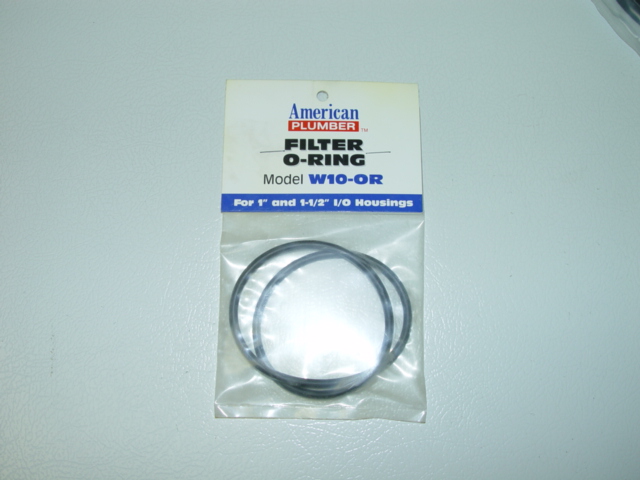 American
PLUMBER TM
FILTER
O-RING
Model W10-OR
For 1" and 1-1/2" I/O Housings